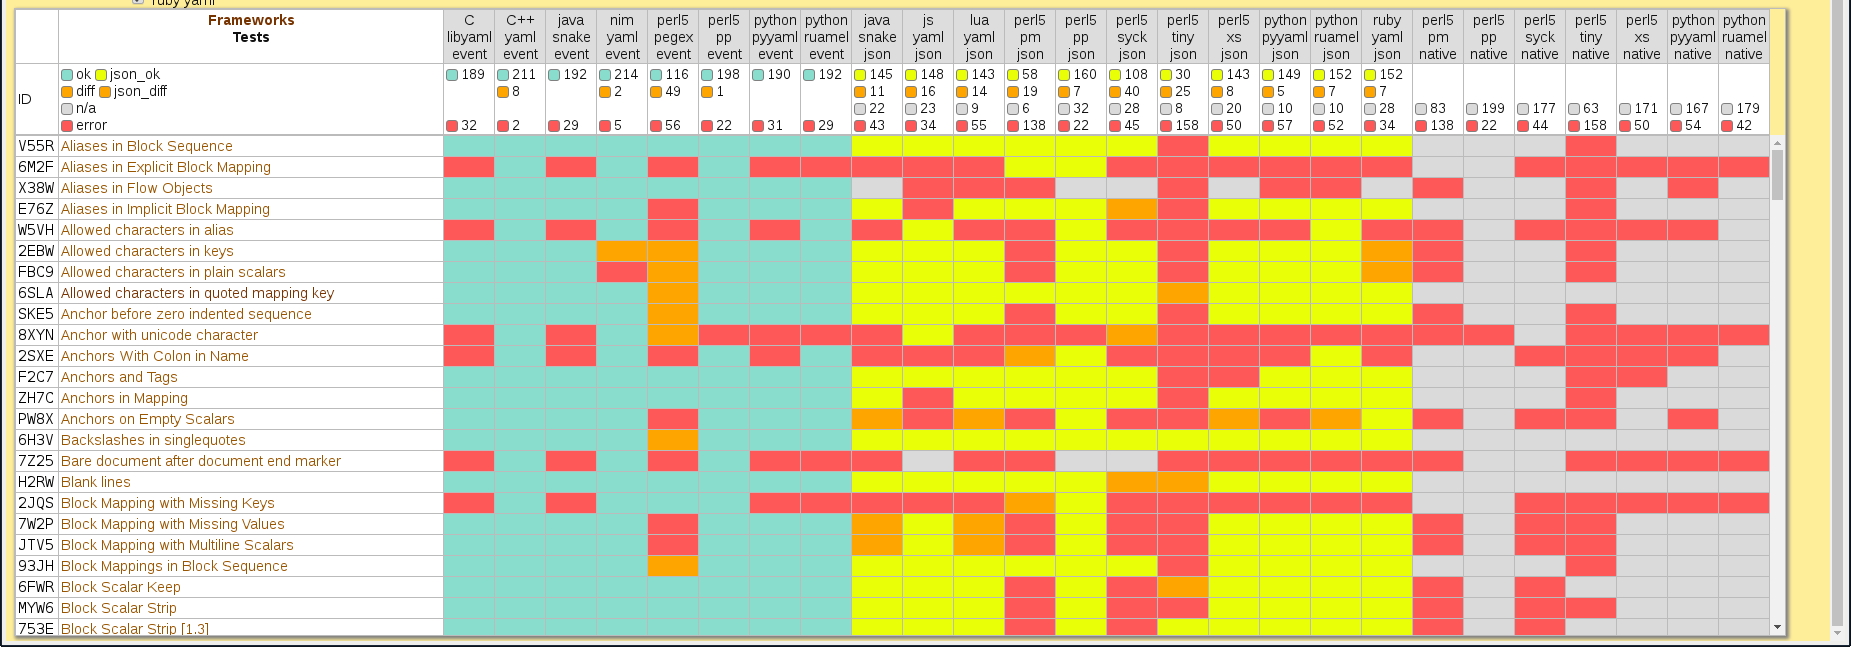 ruby yaml
Frameworks C C++ java nim perl5 perl5 python python java js lua perl5 perl5 perl5 perl5 perl5 python python ruby perl5 perl5 perl5 perl5 perl5 python python
Tests libyaml yaml snake yaml pegex pp pyyaml ruamel snake yaml yaml pm pp syck tiny xs pyyaml ruamel yaml pm pp syck tiny xs pyyaml ruamel
event event event event event event event event json json json json json json json json json json json native native native native native native native
ok json_ok 189 211 192 214 116 198 190 192 145 148 143 58 160 108 30 143 149 152 152
diff json_diff 8 2 49 1 11 16 14 19 7 40 25 8 5 7 7
ID n/a 22 23 9 6 32 28 8 20 10 10 28 83 199 177 63 171 167 179
error 32 2 29 5 56 22 31 29 43 34 55 138 22 45 158 50 57 52 34 138 22 44 158 50 54 42
V55R Aliases in Block Sequence
6M2F Aliases in Explicit Block Mapping
X38W Aliases in Flow Objects
E76Z Aliases in Implicit Block Mapping
W5VH Allowed characters in alias
2EBW Allowed characters in keys
FBC9 Allowed characters in plain scalars
6SLA Allowed characters in quoted mapping key
SKE5 Anchor before zero indented sequence
8XYN Anchor with unicode character
2SXE Anchors With Colon in Name
F2C7 Anchors and Tags
ZH7C Anchors in Mapping
PW8X Anchors on Empty Scalars
6H3V Backslashes in singlequotes
7Z25 Bare document after document end marker
H2RW Blank lines
2JQS Block Mapping with Missing Keys
7W2P Block Mapping with Missing Values
JTV5 Block Mapping with Multiline Scalars
93JH Block Mappings in Block Sequence
6FWR Block Scalar Keep
MYW6 Block Scalar Strip
753E Block Scalar Strip [1.3]